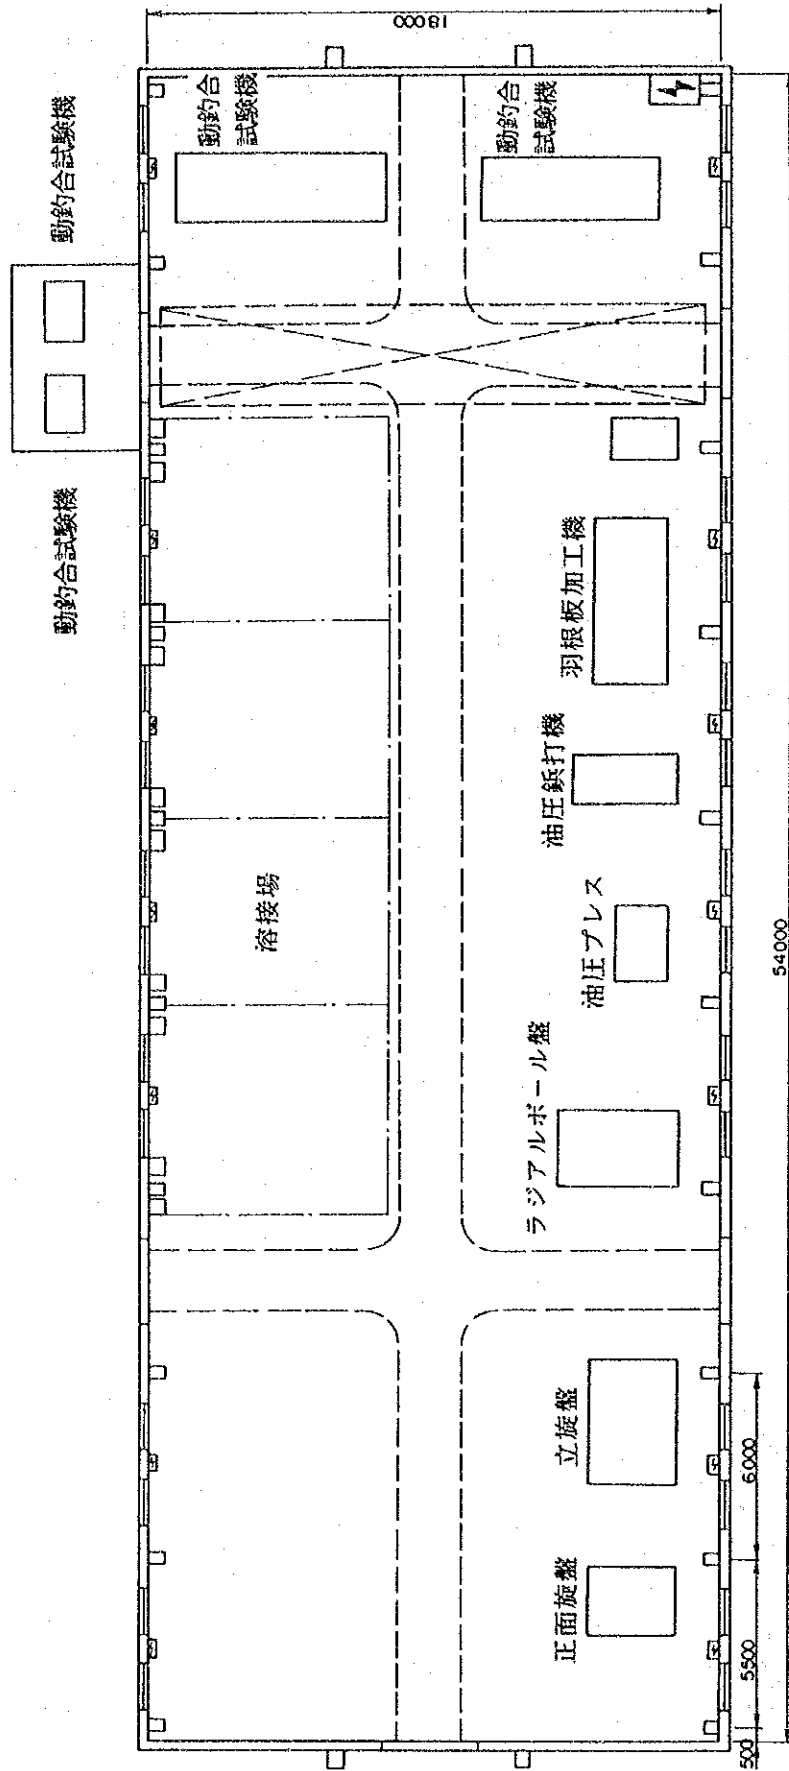 動釣合試験機
動釣合試験機
動釣合
試験機
動釣合
試験機
18000
溶接場
羽根板加工機
油圧鋲打機
油圧プレス
ラジアルボール盤
立旋盤
正面旋盤
500
5500
6000
54000